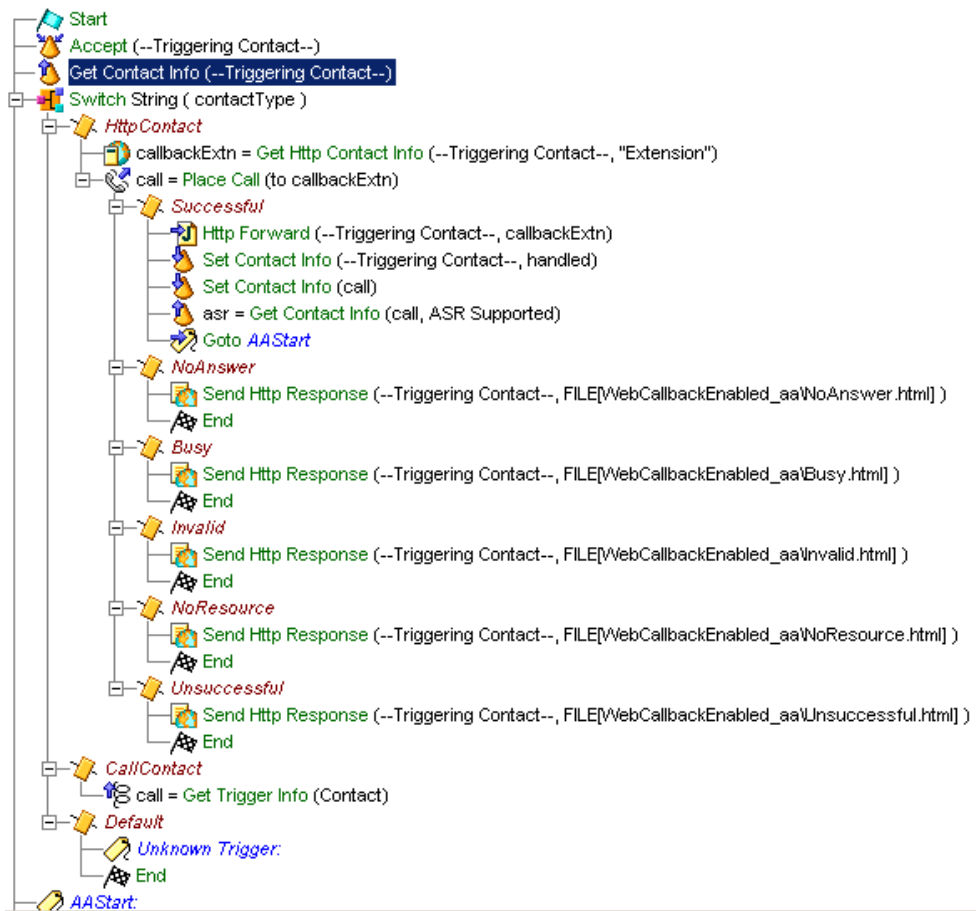 Start
Accept (--Triggering Contact--)
Get Contact Info (--Triggering Contact--)
Switch String ( contactType )
HttpContact
callbackExtn = Get Http Contact Info (--Triggering Contact--, "Extension")
call = Place Call (to callbackExtn)
Successful
Http Forward (--Triggering Contact--, callbackExtn)
Set Contact Info (--Triggering Contact--, handled)
Set Contact Info (call)
asr = Get Contact Info (call, ASR Supported)
Goto AAStart
NoAnswer
Send Http Response (--Triggering Contact--, FILE[WebCallbackEnabled_aa\NoAnswer.html] )
End
Busy
Send Http Response (--Triggering Contact--, FILE[WebCallbackEnabled_aa\Busy.html] )
End
Invalid
Send Http Response (--Triggering Contact--, FILE[WebCallbackEnabled_aa\Invalid.html] )
End
NoResource
Send Http Response (--Triggering Contact--, FILE[WebCallbackEnabled_aa\NoResource.html] )
End
Unsuccessful
Send Http Response (--Triggering Contact--, FILE[WebCallbackEnabled_aa\Unsuccessful.html] )
End
CallContact
call = Get Trigger Info (Contact)
Default
Unknown Trigger:
End
AAStart: